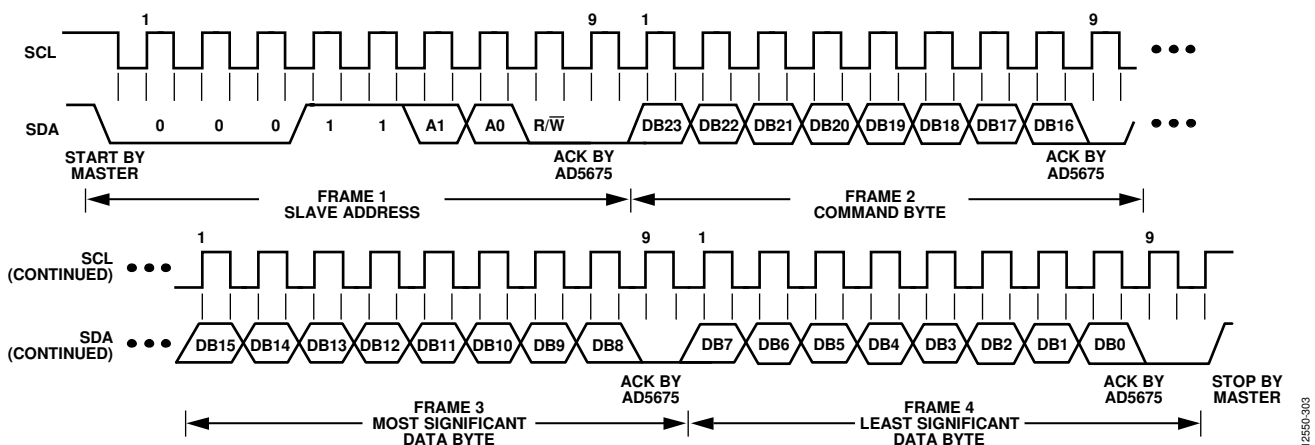 1 9 1 9
SCL
SDA
0 0 0 1 1 A1 A0 R/W̅ DB23 DB22 DB21 DB20 DB19 DB18 DB17 DB16
START BY
MASTER
ACK BY
AD5675
ACK BY
AD5675
FRAME 1
SLAVE ADDRESS
FRAME 2
COMMAND BYTE
1 9 1 9
SCL
(CONTINUED)
SDA
(CONTINUED)
DB15 DB14 DB13 DB12 DB11 DB10 DB9 DB8 DB7 DB6 DB5 DB4 DB3 DB2 DB1 DB0
ACK BY
AD5675
ACK BY
AD5675
STOP BY
MASTER
FRAME 3
MOST SIGNIFICANT
DATA BYTE
FRAME 4
LEAST SIGNIFICANT
DATA BYTE
12550-303